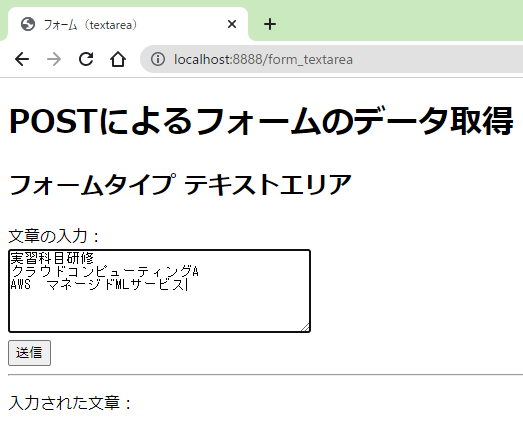 フォーム（textarea）
localhost:8888/form_textarea
POSTによるフォームのデータ取得
フォームタイプ テキストエリア
文章の入力：
実習科目研修
クラウドコンピューティングA
AWS　マネージドMLサービス
送信
入力された文章：